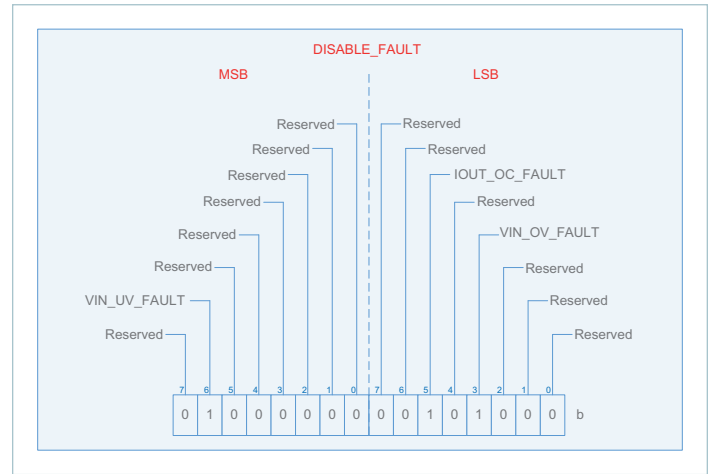 DISABLE_FAULT
MSB LSB
Reserved Reserved
Reserved Reserved
Reserved IOUT_OC_FAULT
Reserved Reserved
Reserved VIN_OV_FAULT
Reserved Reserved
VIN_UV_FAULT Reserved
Reserved Reserved
7 6 5 4 3 2 1 0 7 6 5 4 3 2 1 0
0 1 0 0 0 0 0 0 0 0 1 0 1 0 0 0 b